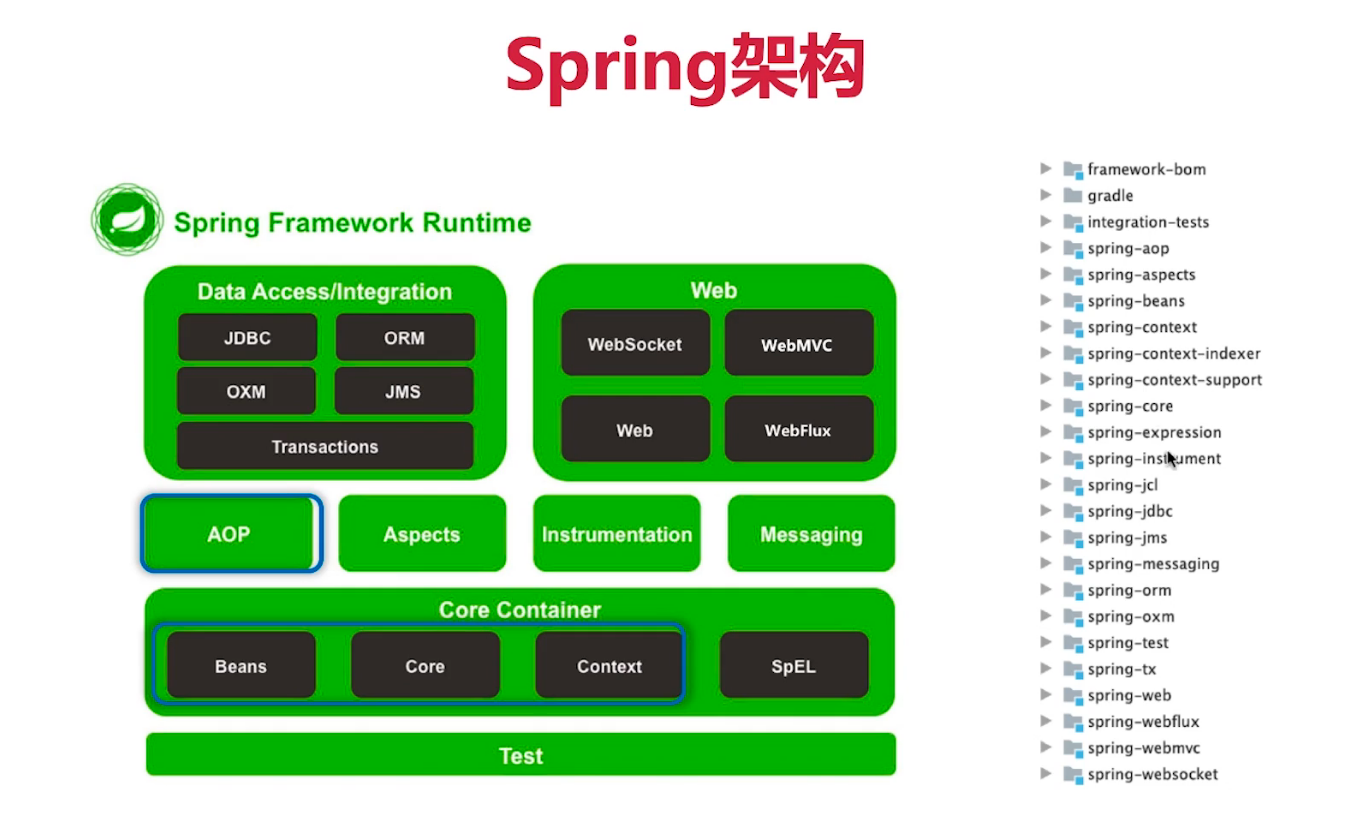 Spring架构
Spring Framework Runtime
Data Access/Integration
JDBC
ORM
OXM
JMS
Transactions
Web
WebSocket
WebMVC
Web
WebFlux
AOP
Aspects
Instrumentation
Messaging
Core Container
Beans
Core
Context
SpEL
Test
framework-bom
gradle
integration-tests
spring-aop
spring-aspects
spring-beans
spring-context
spring-context-indexer
spring-context-support
spring-core
spring-expression
spring-instrument
spring-jcl
spring-jdbc
spring-jms
spring-messaging
spring-orm
spring-oxm
spring-test
spring-tx
spring-web
spring-webflux
spring-webmvc
spring-websocket